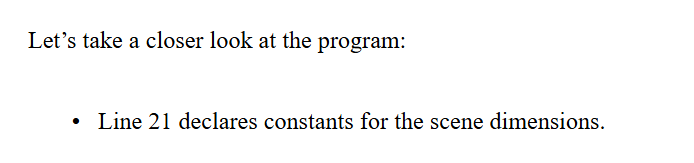 Let’s take a closer look at the program:
• Line 21 declares constants for the scene dimensions.